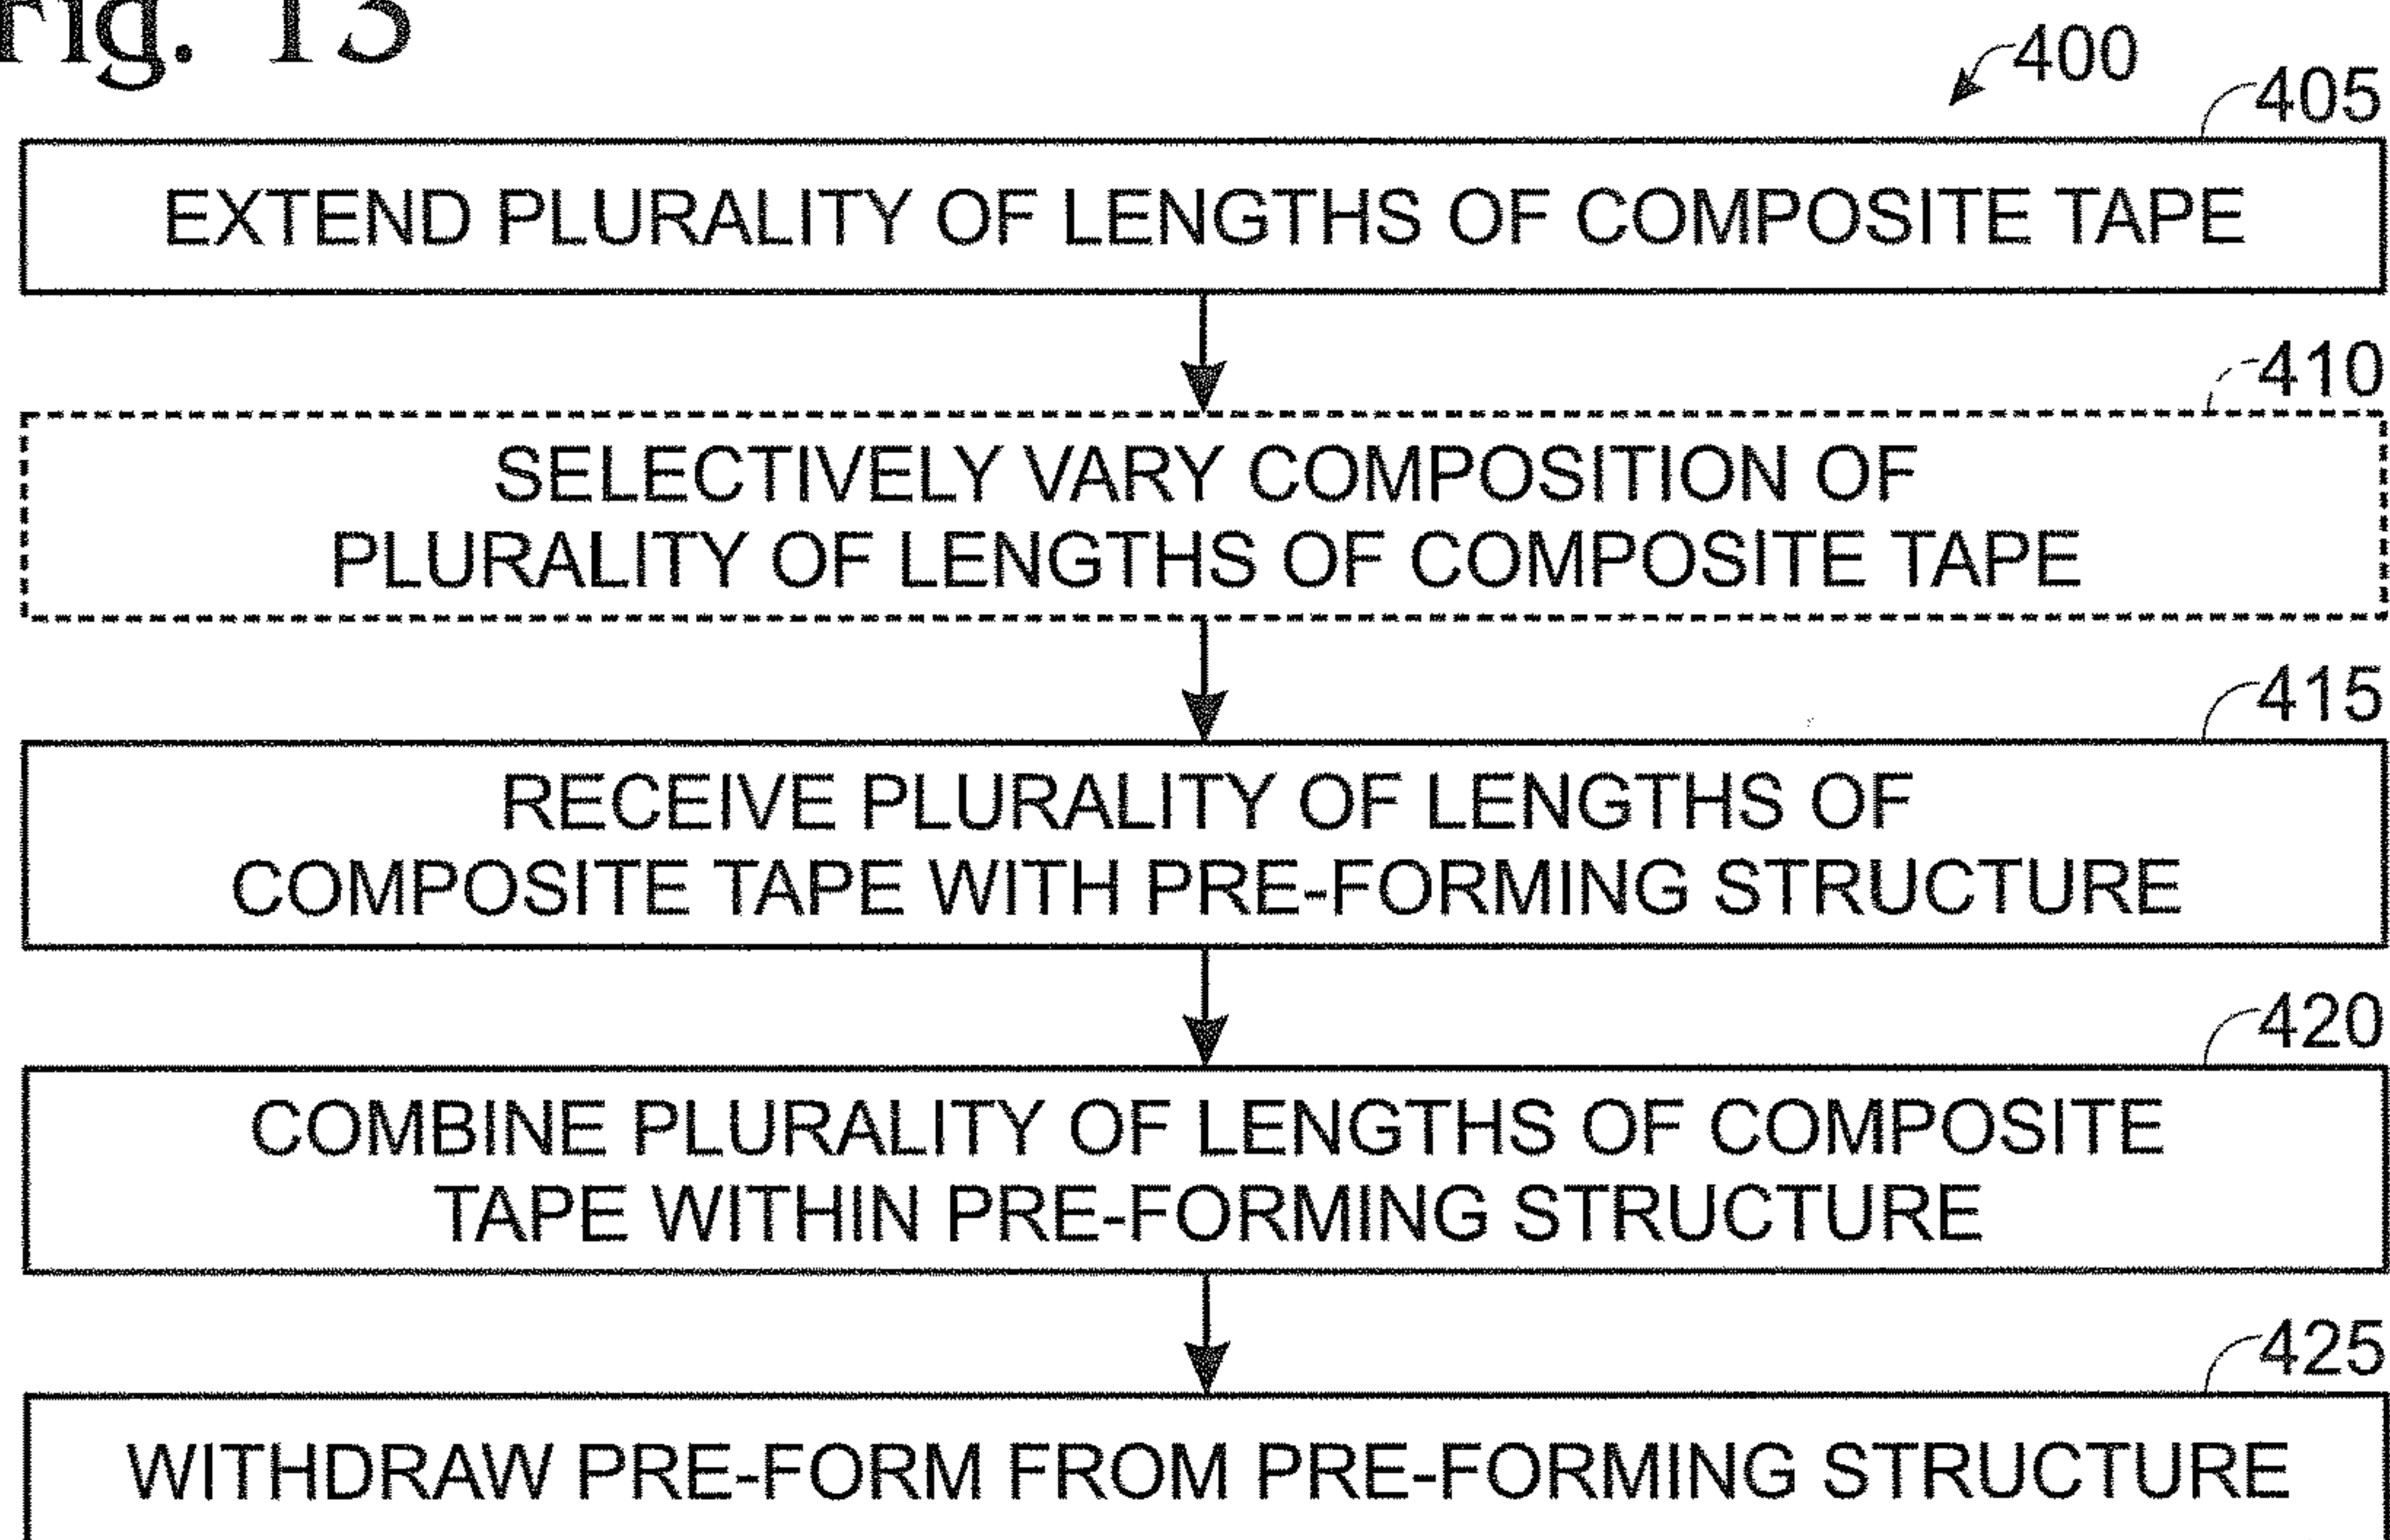 Fig. 13
400
405
EXTEND PLURALITY OF LENGTHS OF COMPOSITE TAPE
410
SELECTIVELY VARY COMPOSITION OF
PLURALITY OF LENGTHS OF COMPOSITE TAPE
415
RECEIVE PLURALITY OF LENGTHS OF
COMPOSITE TAPE WITH PRE-FORMING STRUCTURE
420
COMBINE PLURALITY OF LENGTHS OF COMPOSITE
TAPE WITHIN PRE-FORMING STRUCTURE
425
WITHDRAW PRE-FORM FROM PRE-FORMING STRUCTURE